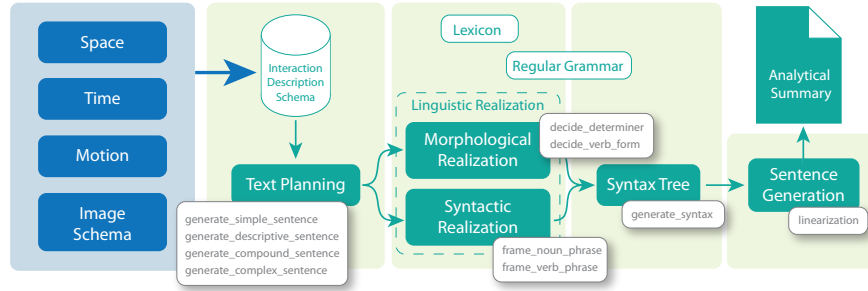 Space
Time
Motion
Image
Schema
Interaction
Description
Schema
Text Planning
generate_simple_sentence
generate_descriptive_sentence
generate_compound_sentence
generate_complex_sentence
Lexicon
Regular Grammar
Linguistic Realization
Morphological
Realization
decide_determiner
decide_verb_form
Syntactic
Realization
frame_noun_phrase
frame_verb_phrase
Syntax Tree
generate_syntax
Analytical
Summary
Sentence
Generation
linearization